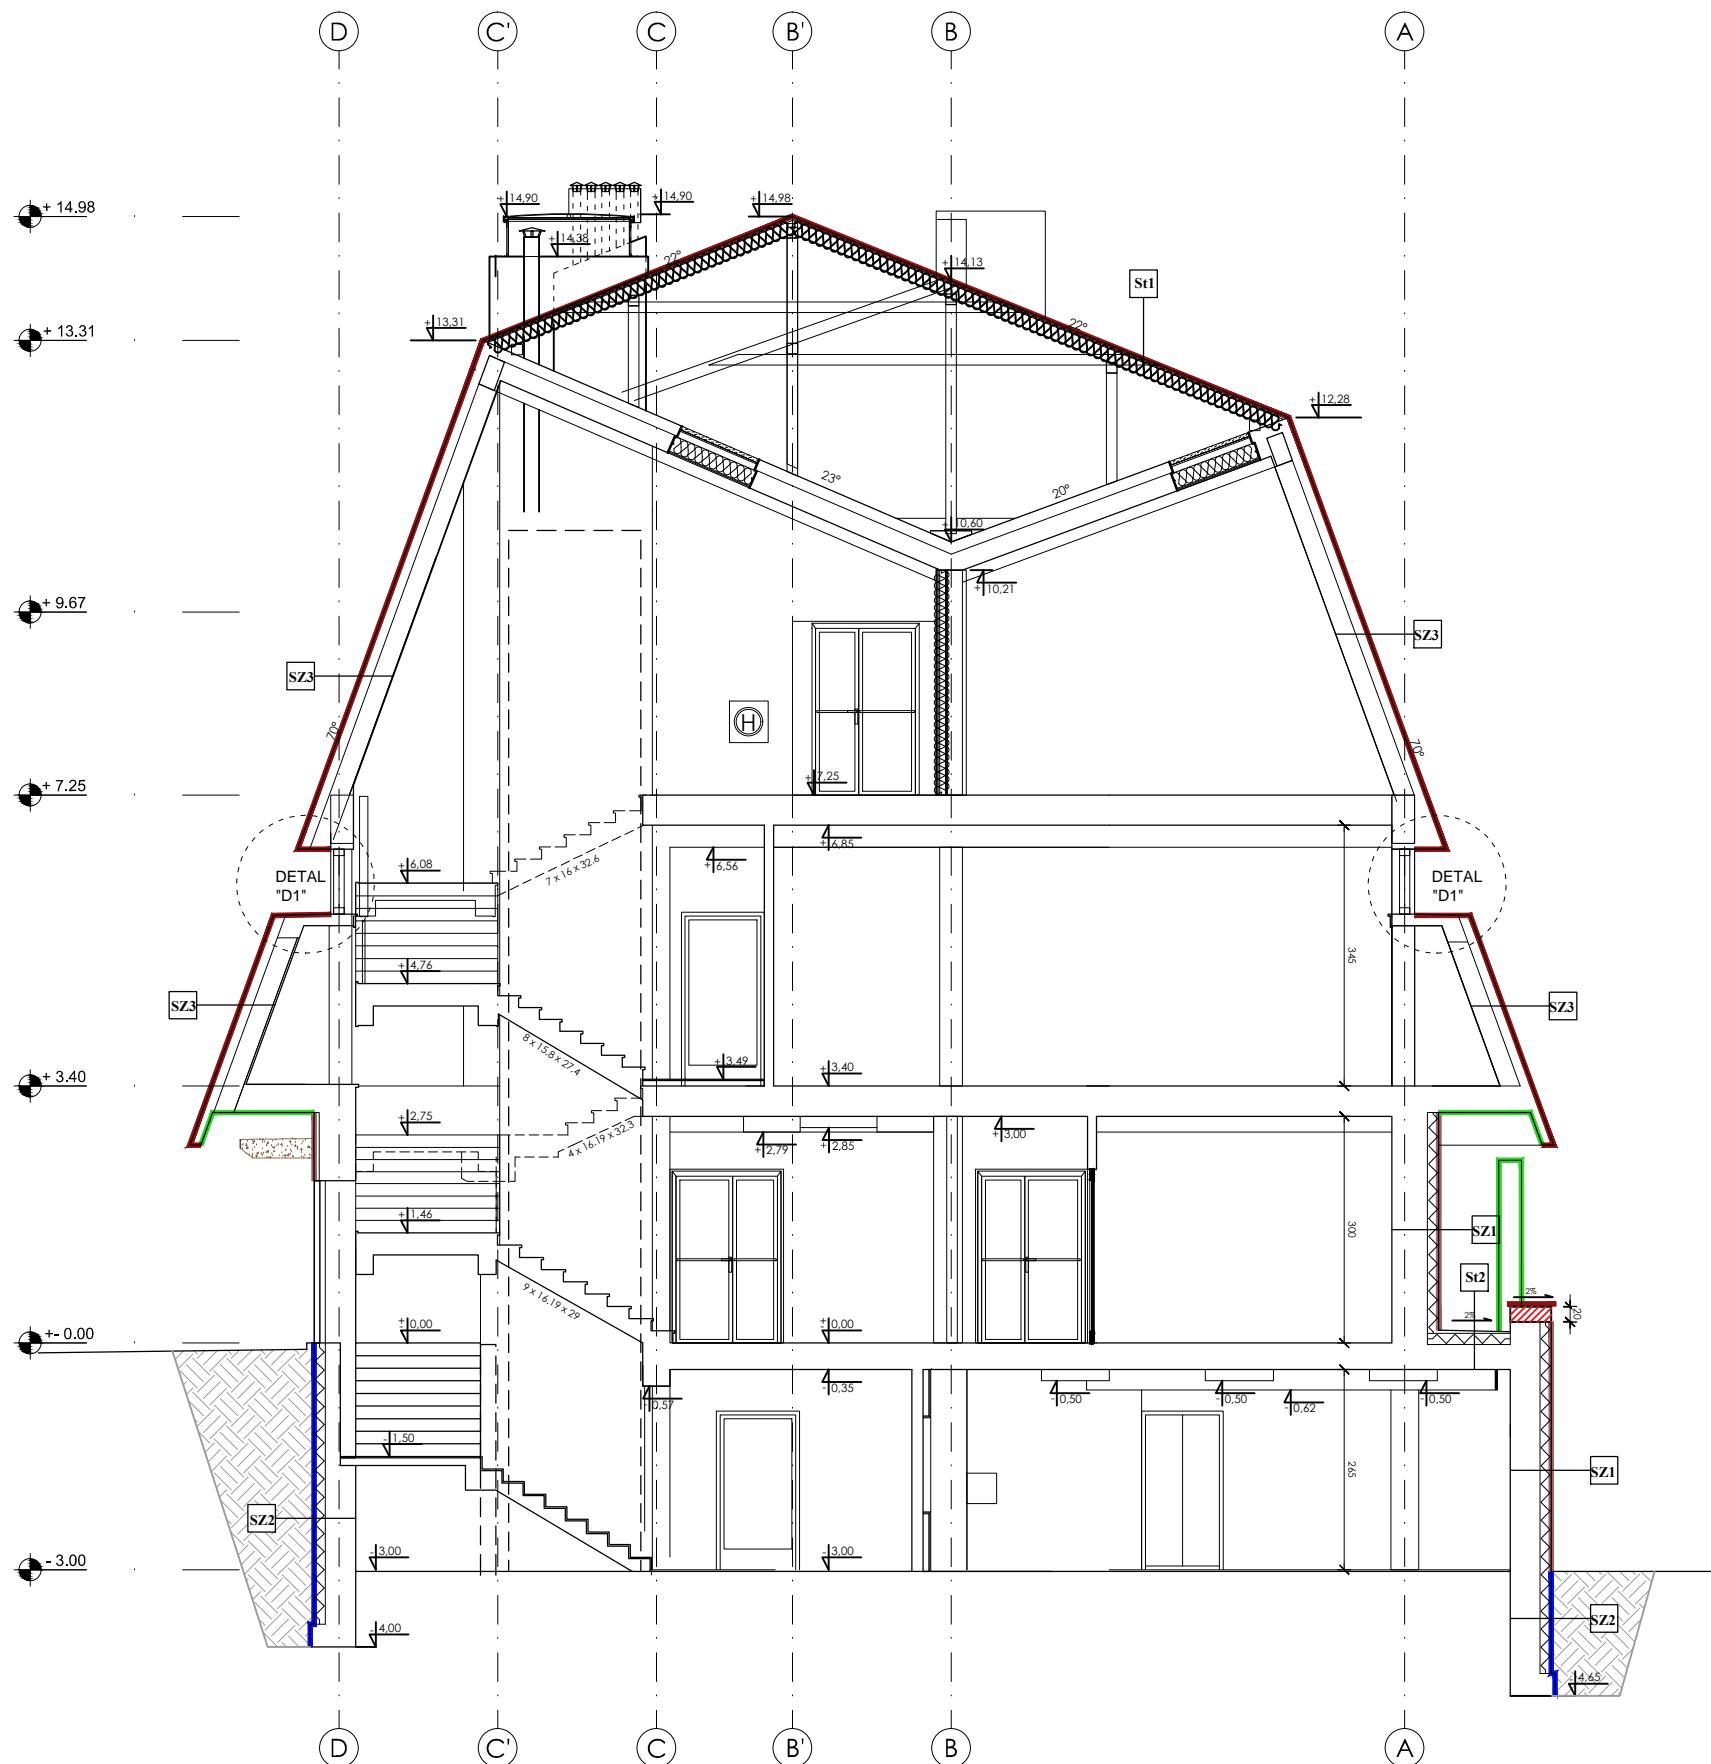 D C' C B' B A
+ 14.98
+14,90
+14,90
+14,98
+14,38
22°
+14,13
St1
+ 13.31
+13,31
22°
+12,28
23°
20°
+10,60
+10,21
+ 9.67
SZ3
SZ3
H
70°
70°
+ 7.25
+7,25
+6,85
+6,08
+6,56
7 x 16 x 32.6
DETAL
"D1"
DETAL
"D1"
345
+4,76
SZ3
SZ3
8 x 15,8 x 27,4
+ 3.40
+3,49
+3,40
+2,75
4 x 16.19 x 32,3
+2,79
+2,85
+3,00
+1,46
300
SZ1
9 x 16,19 x 29
St2
2%
2%
20
+- 0.00
+0,00
+0,00
-0,35
-0,57
-0,50
-0,50
-0,62
-0,50
-1,50
265
SZ1
SZ2
- 3.00
-3,00
-3,00
SZ2
-4,00
-4,65
D C' C B' B A